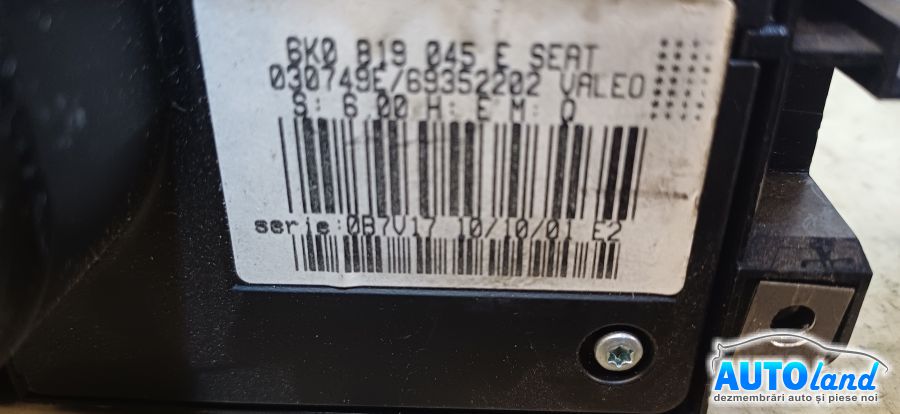 6K0 819 045 E SEAT
030749E/69352202 VALEO
S: 6.00 H: E M: Q
serie:0B7V17 10/10/01 E2
AUTOland
dezmembrări auto și piese noi